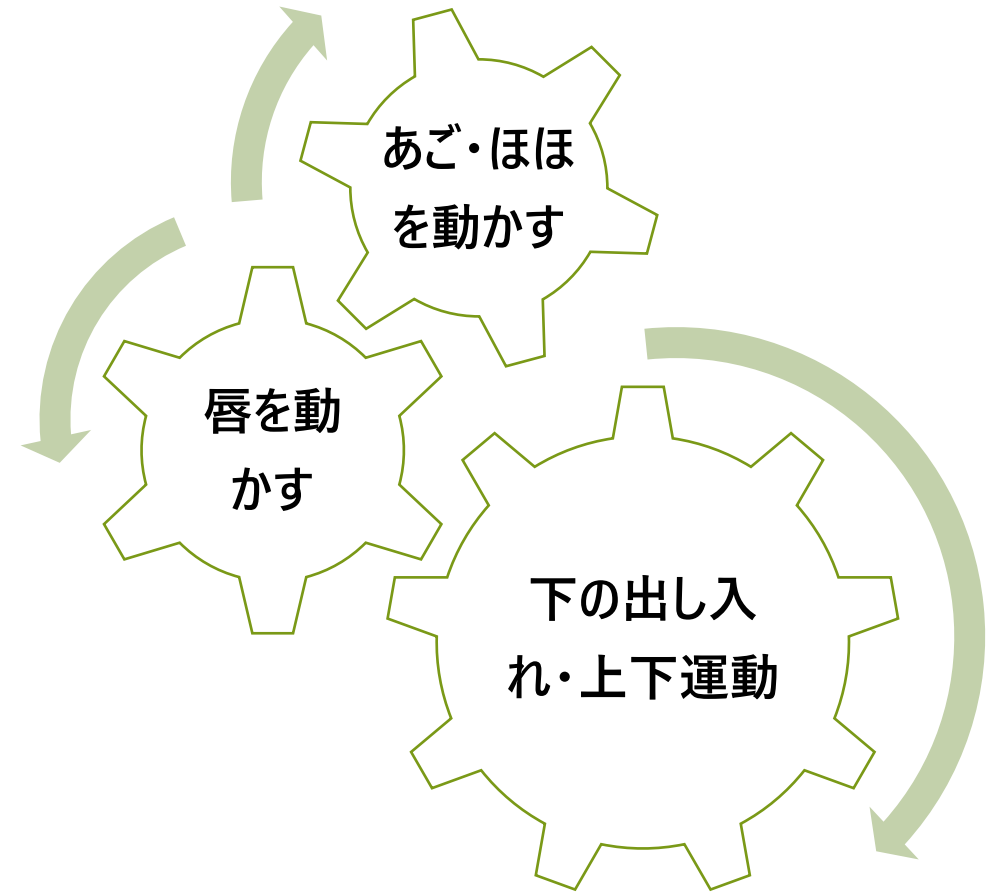 あご・ほほ
を動かす
唇を動
かす
下の出し入
れ・上下運動